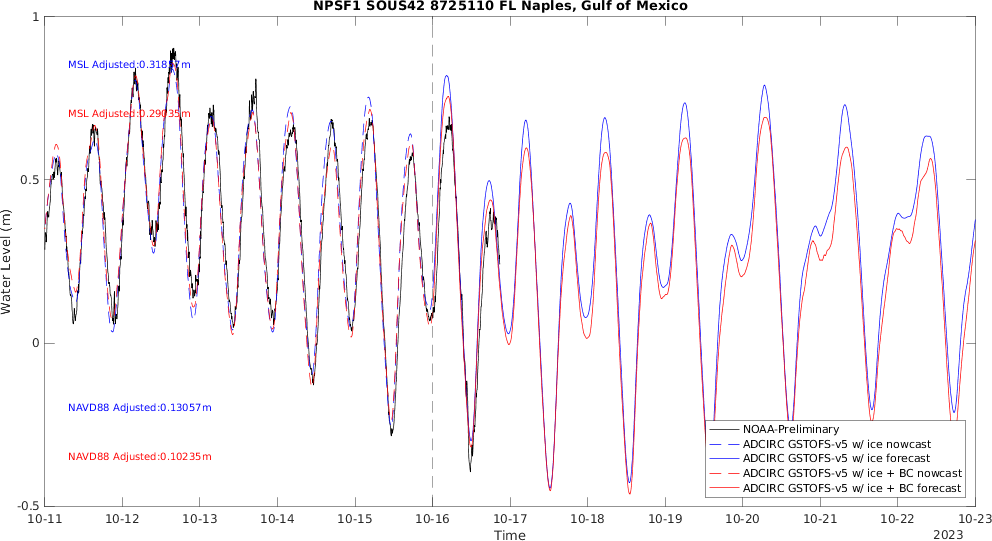 NPSF1 SOUS42 8725110 FL Naples, Gulf of Mexico
1
0.5
0
-0.5
Water Level (m)
MSL Adjusted:0.31817m
MSL Adjusted:0.29035m
NAVD88 Adjusted:0.13057m
NAVD88 Adjusted:0.10235m
NOAA-Preliminary
ADCIRC GSTOFS-v5 w/ ice nowcast
ADCIRC GSTOFS-v5 w/ ice forecast
ADCIRC GSTOFS-v5 w/ ice + BC nowcast
ADCIRC GSTOFS-v5 w/ ice + BC forecast
10-11 10-12 10-13 10-14 10-15 10-16 10-17 10-18 10-19 10-20 10-21 10-22 10-23
Time
2023